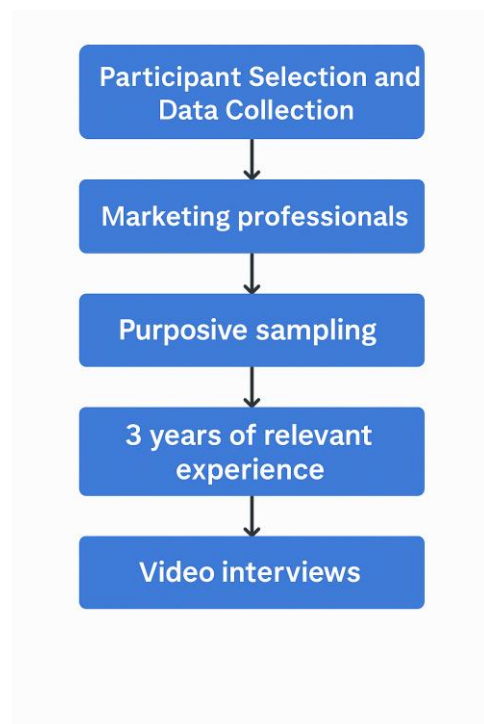 Participant Selection and
Data Collection
Marketing professionals
Purposive sampling
3 years of relevant
experience
Video interviews